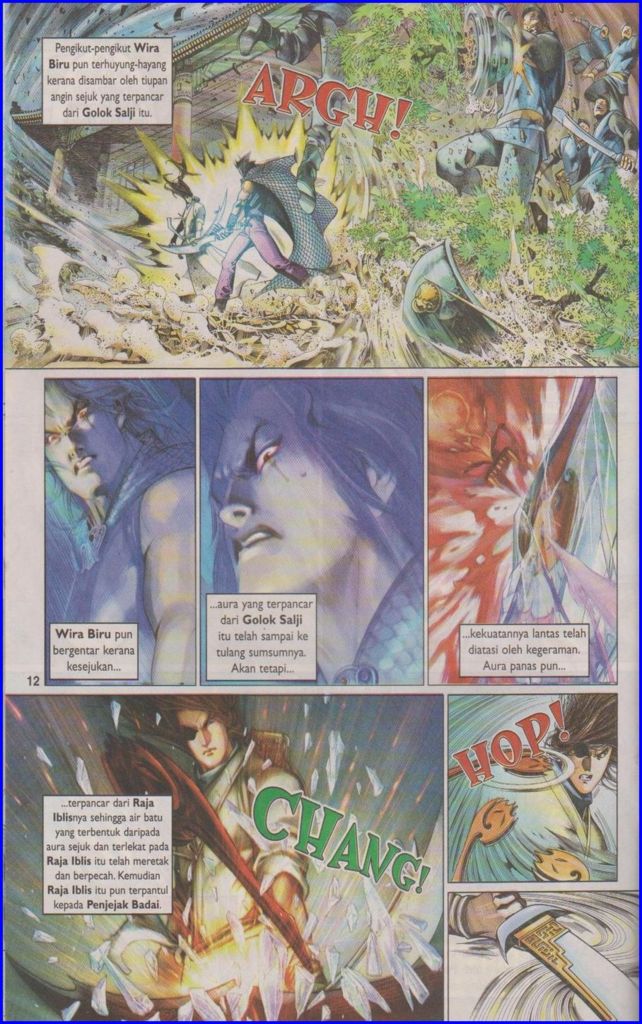 Pengikut-pengikut Wira
Biru pun terhuyung-hayang
kerana disambar oleh tiupan
angin sejuk yang terpancar
dari Golok Salji itu.
ARGH!
Wira Biru pun
bergentar kerana
kesejukan...
...aura yang terpancar
dari Golok Salji
itu telah sampai ke
tulang sumsumnya.
Akan tetapi...
...kekuatannya lantas telah
diatasi oleh kegeraman.
Aura panas pun...
12
...terpancar dari Raja
Iblisnya sehingga air batu
yang terbentuk daripada
aura sejuk dan terlekat pada
Raja Iblis itu telah meretak
dan berpecah. Kemudian
Raja Iblis itu pun terpantul
kepada Penjejak Badai.
CHANG!
HOP!